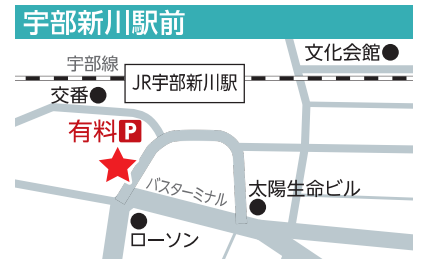 宇部新川駅前
文化会館
宇部線
JR宇部新川駅
交番
有料P
バスターミナル
太陽生命ビル
ローソン